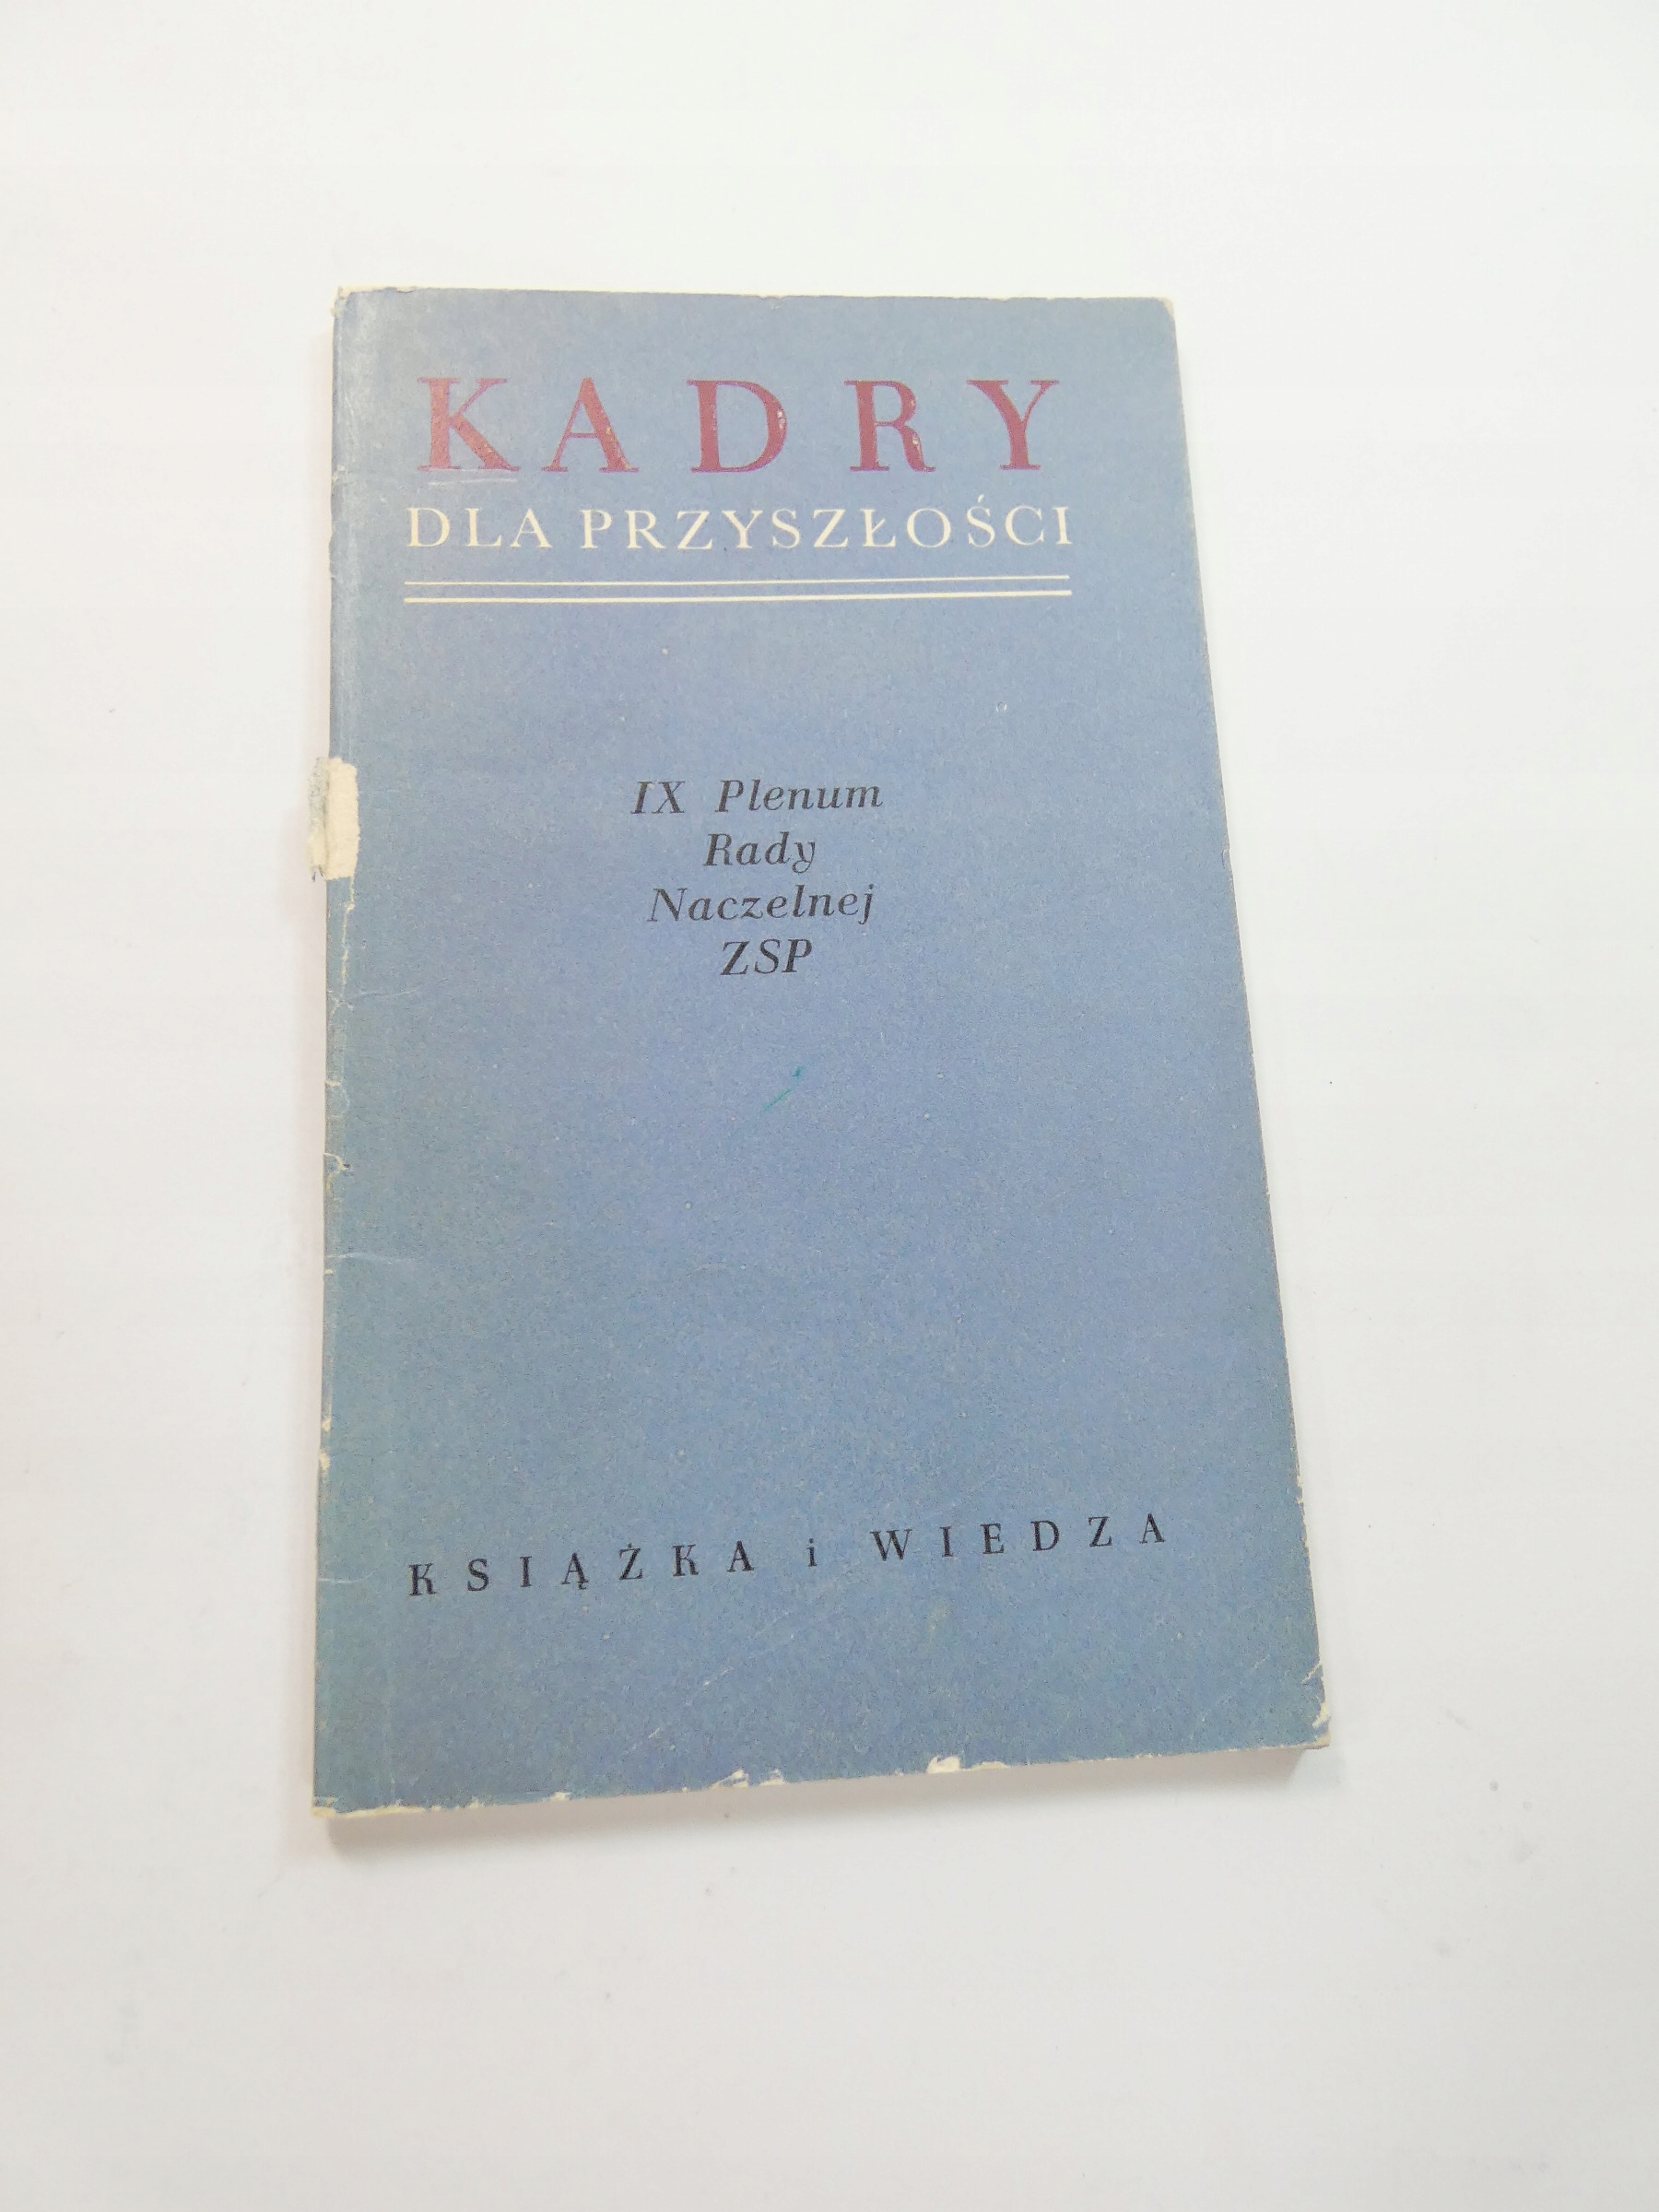 KADRY
DLA PRZYSZŁOŚCI
IX Plenum
Rady
Naczelnej
ZSP
KSIĄŻKA i WIEDZA